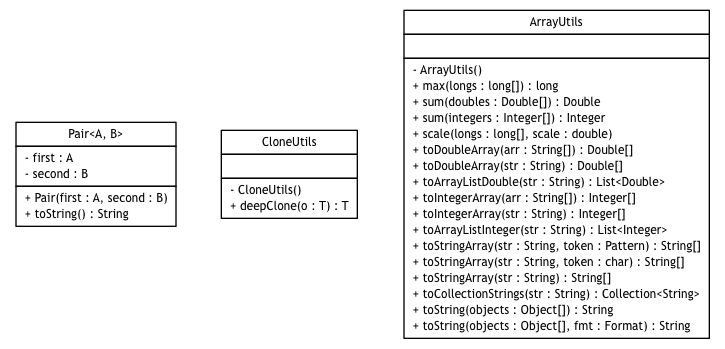 Pair<A, B>
- first : A
- second : B
+ Pair(first : A, second : B)
+ toString() : String
CloneUtils
- CloneUtils()
+ deepClone(o : T) : T
ArrayUtils
- ArrayUtils()
+ max(longs : long[]) : long
+ sum(doubles : Double[]) : Double
+ sum(integers : Integer[]) : Integer
+ scale(longs : long[], scale : double)
+ toDoubleArray(arr : String[]) : Double[]
+ toDoubleArray(str : String) : Double[]
+ toArrayListDouble(str : String) : List<Double>
+ toIntegerArray(arr : String[]) : Integer[]
+ toIntegerArray(str : String) : Integer[]
+ toArrayListInteger(str : String) : List<Integer>
+ toStringArray(str : String, token : Pattern) : String[]
+ toStringArray(str : String, token : char) : String[]
+ toStringArray(str : String) : String[]
+ toCollectionStrings(str : String) : Collection<String>
+ toString(objects : Object[]) : String
+ toString(objects : Object[], fmt : Format) : String